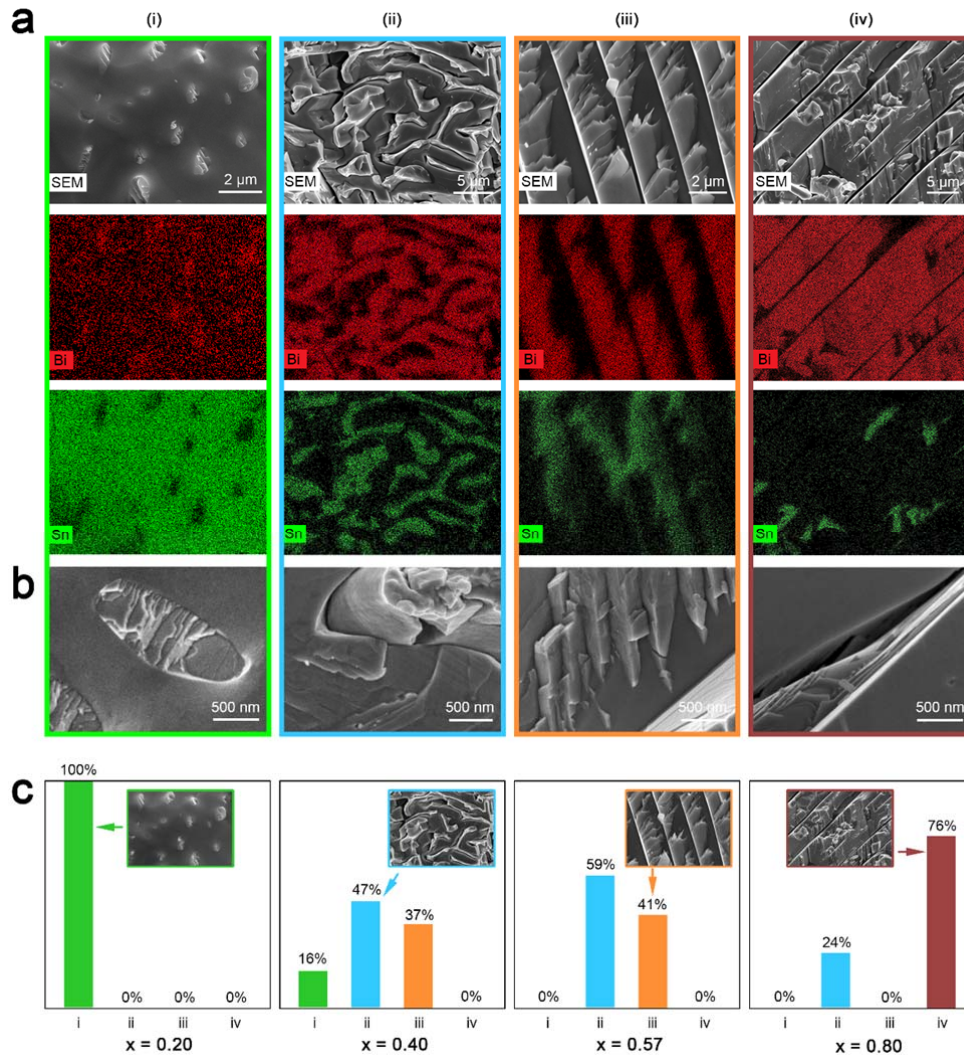 a
(i) (ii) (iii) (iv)
SEM 2 µm SEM 5 µm SEM 2 µm SEM 5 µm
Bi Bi Bi Bi
Sn Sn Sn Sn
b
500 nm 500 nm 500 nm 500 nm
c
100% 0% 0% 0%
i ii iii iv
x = 0.20
16% 47% 37% 0%
i ii iii iv
x = 0.40
0% 59% 41% 0%
i ii iii iv
x = 0.57
0% 24% 0% 76%
i ii iii iv
x = 0.80